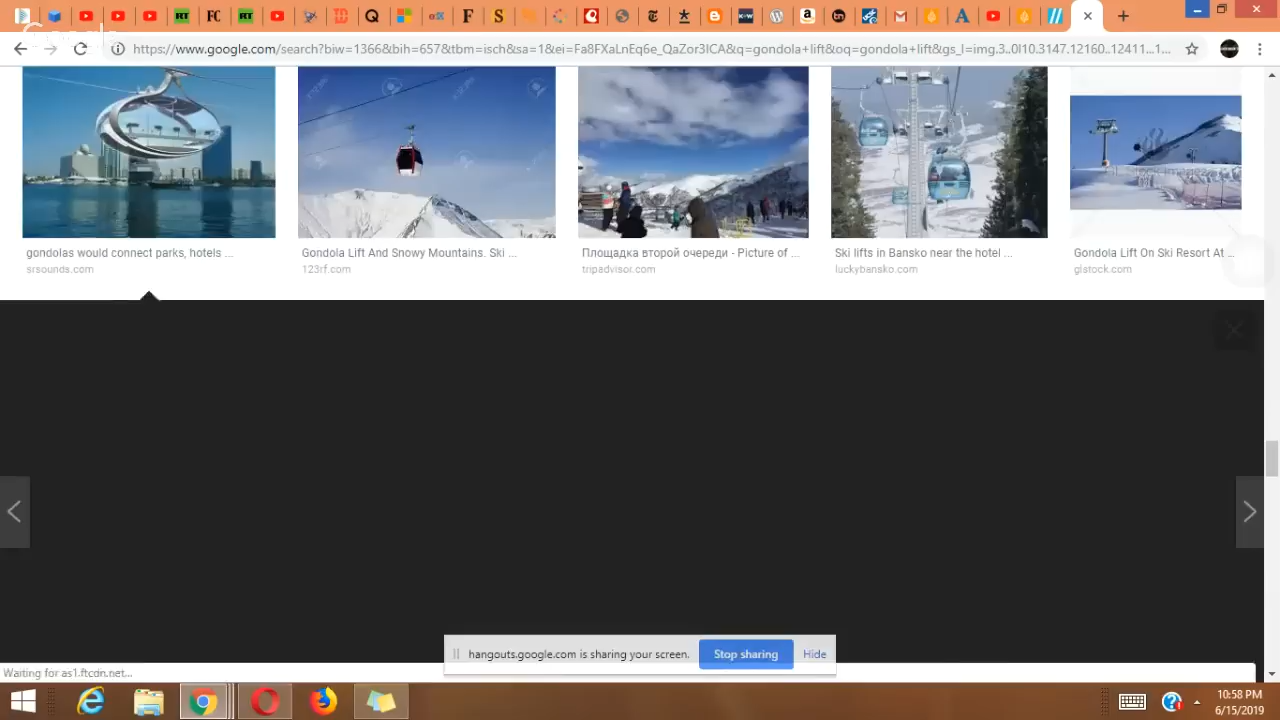 https://www.google.com/search?biw=1366&bih=657&tbm=isch&sa=1&ei=Fa8FXaLnEq6e_QaZor3ICA&q=gondola+lift&oq=gondola+lift&gs_l=img.3..0l10.3147.12160..12411...1...
gondolas would connect parks, hotels ...
srsounds.com
Gondola Lift And Snowy Mountains. Ski ...
123rf.com
Площадка второй очереди - Picture of ...
tripadvisor.com
Ski lifts in Bansko near the hotel ...
luckybansko.com
Gondola Lift On Ski Resort At ...
glstock.com
hangouts.google.com is sharing your screen.
Stop sharing
Hide
Waiting for as1.ftcdn.net...
10:58 PM
6/15/2019